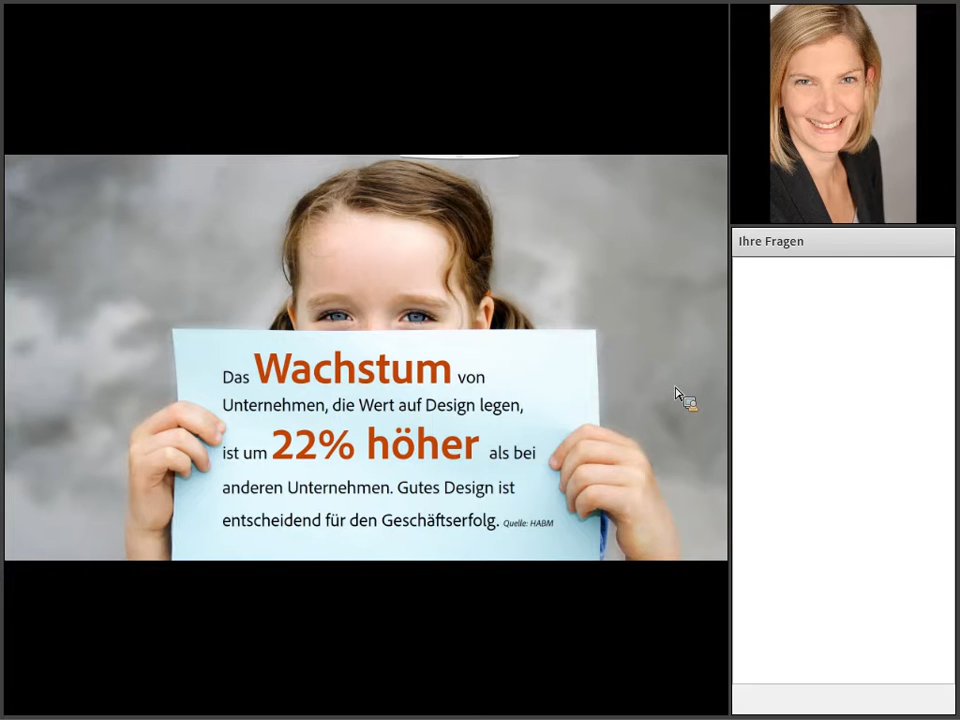 Das Wachstum von
Unternehmen, die Wert auf Design legen,
ist um 22% höher als bei
anderen Unternehmen. Gutes Design ist
entscheidend für den Geschäftserfolg. Quelle: HABM
Ihre Fragen